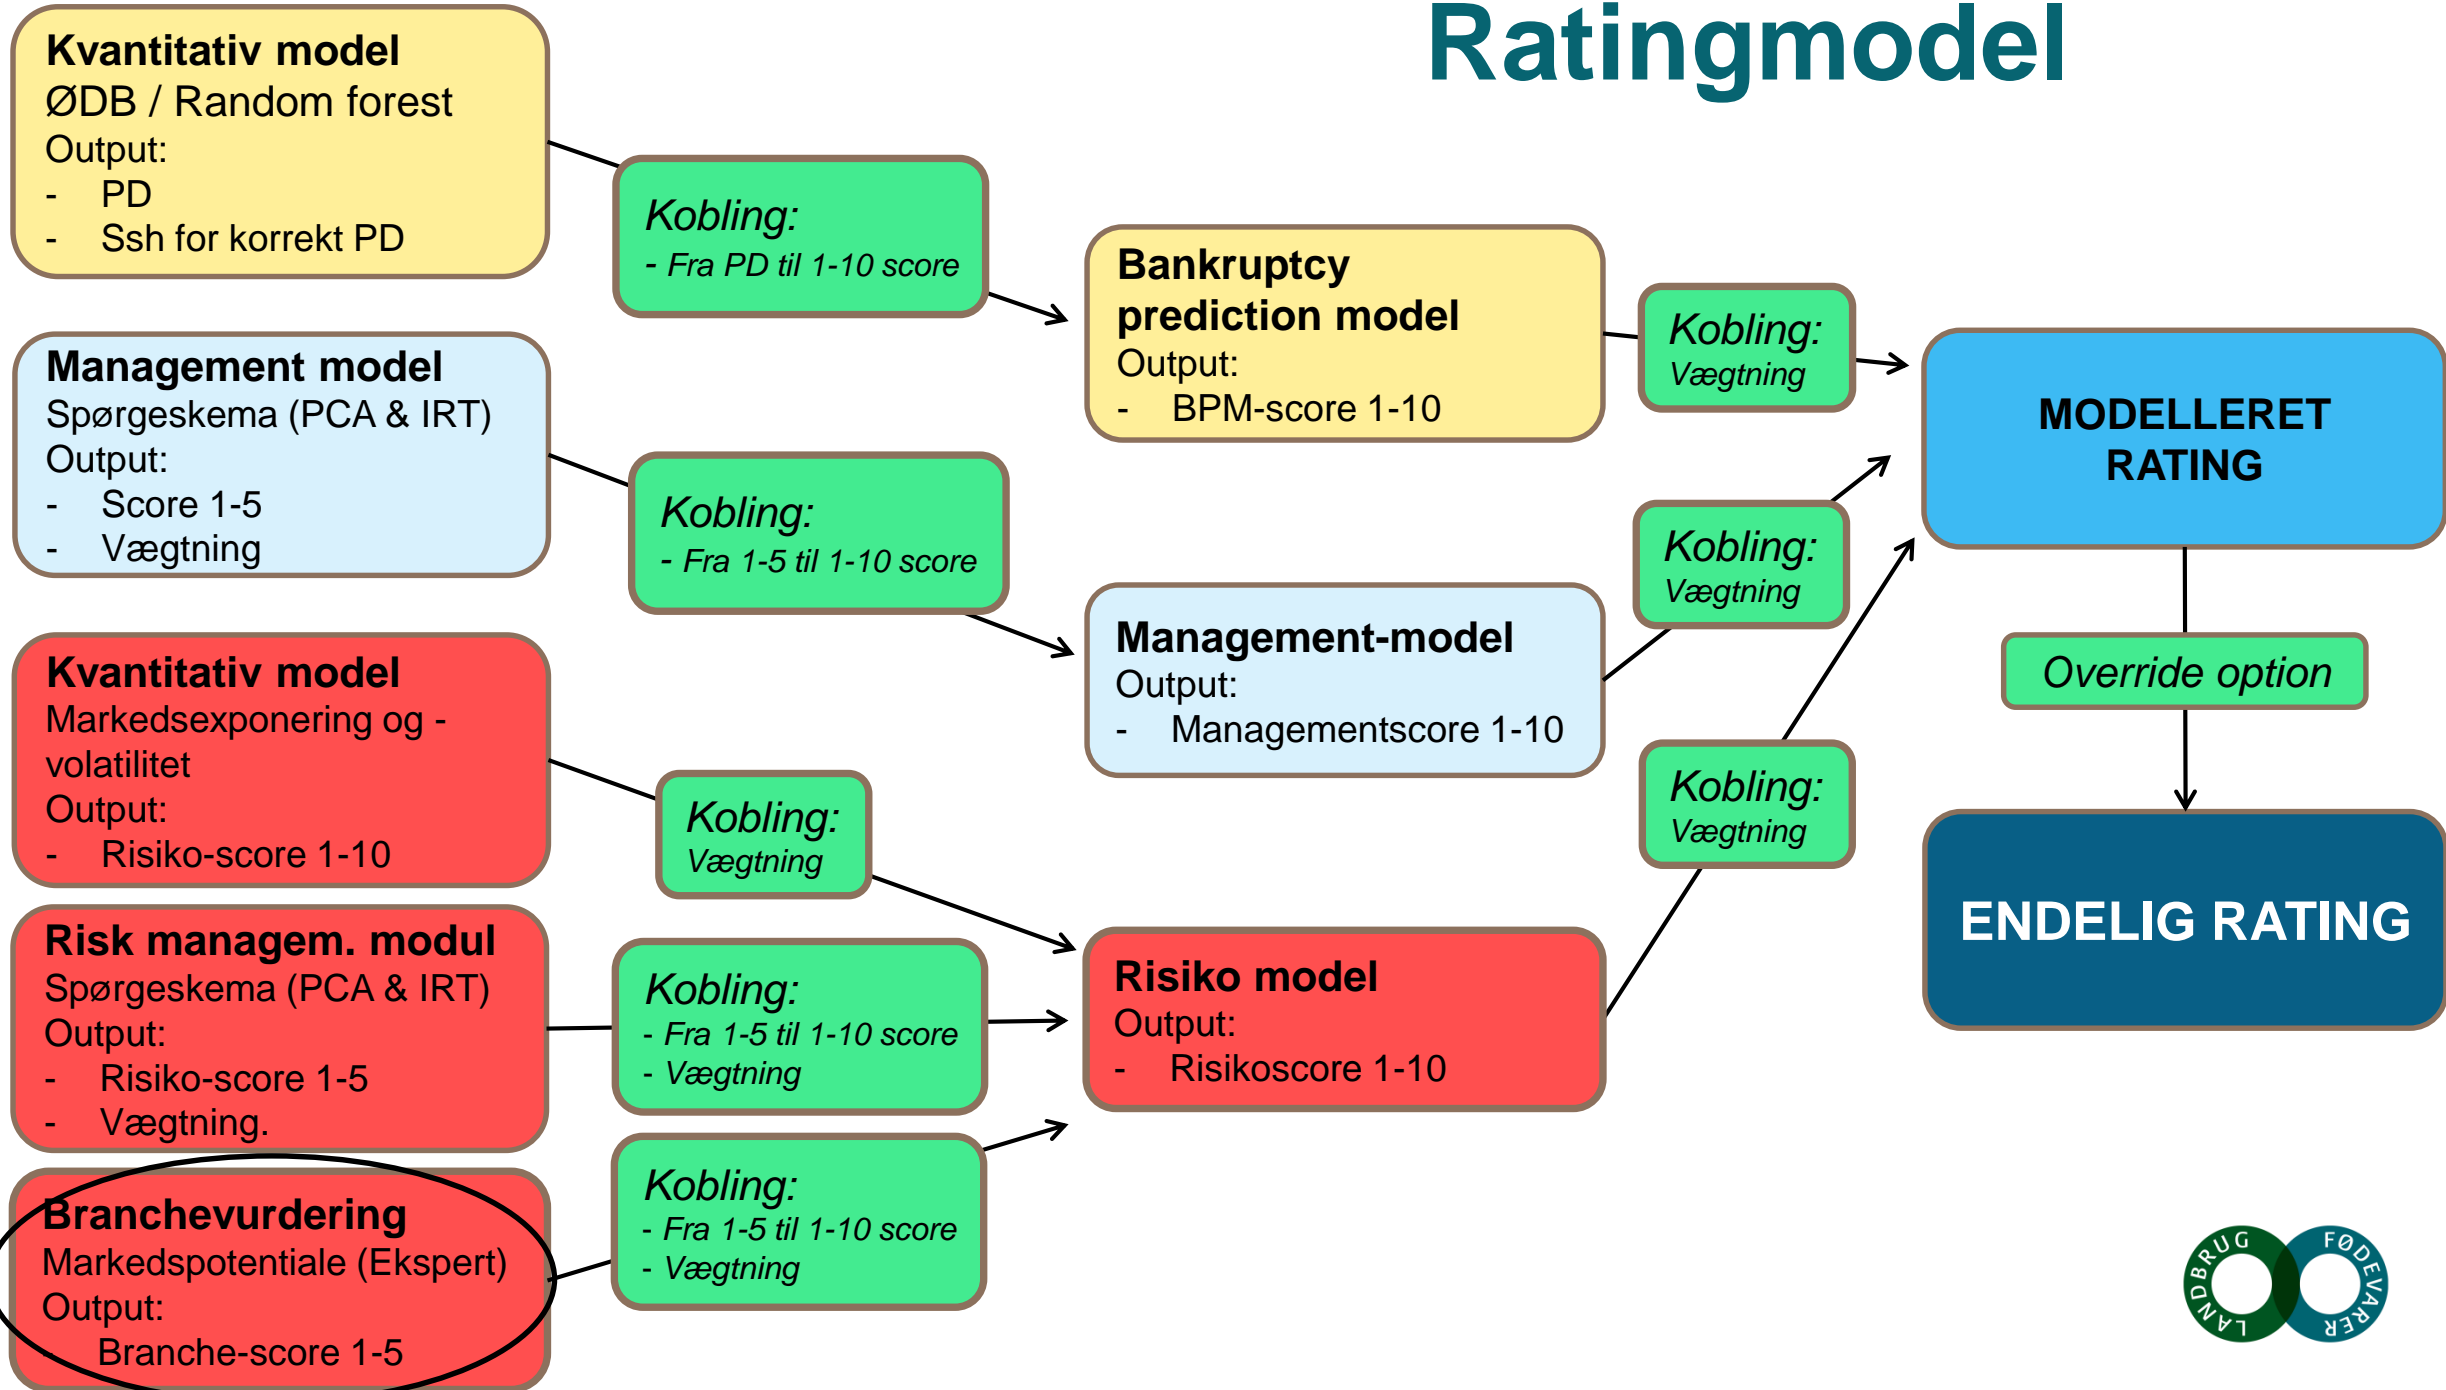 Ratingmodel
Kvantitativ model
ØDB / Random forest
Output:
- PD
- Ssh for korrekt PD
Kobling:
- Fra PD til 1-10 score
Bankruptcy
prediction model
Output:
- BPM-score 1-10
Kobling:
Vægtning
Management model
Spørgeskema (PCA & IRT)
Output:
- Score 1-5
- Vægtning
Kobling:
- Fra 1-5 til 1-10 score
Management-model
Output:
- Managementscore 1-10
Kobling:
Vægtning
Kvantitativ model
Markedsexponering og -
volatilitet
Output:
- Risiko-score 1-10
Kobling:
Vægtning
Risk managem. modul
Spørgeskema (PCA & IRT)
Output:
- Risiko-score 1-5
- Vægtning.
Kobling:
- Fra 1-5 til 1-10 score
- Vægtning
Branchevurdering
Markedspotentiale (Ekspert)
Output:
- Branche-score 1-5
Kobling:
- Fra 1-5 til 1-10 score
- Vægtning
Risiko model
Output:
- Risikoscore 1-10
Kobling:
Vægtning
MODELLERET
RATING
Override option
ENDELIG RATING
LANDBRUG
FØDEVARER